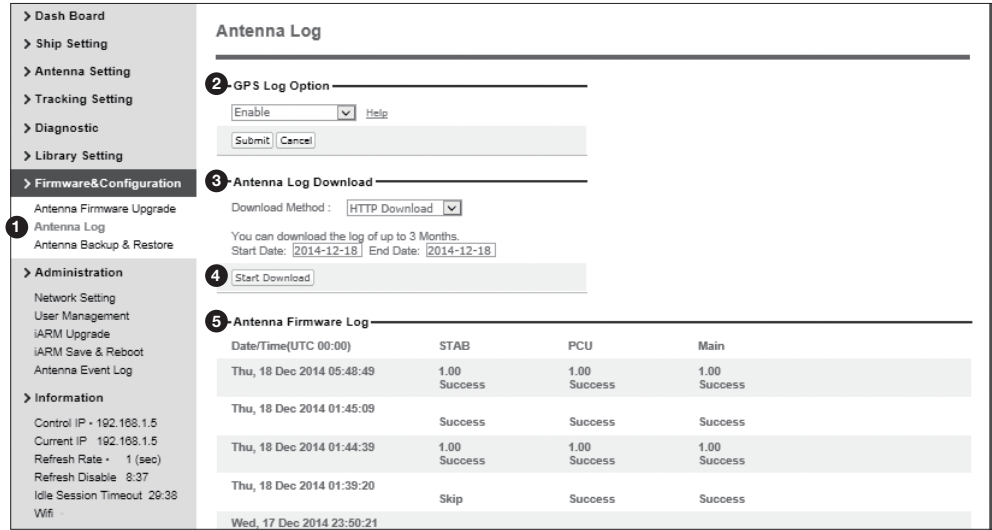 > Dash Board
> Ship Setting
> Antenna Setting
> Tracking Setting
> Diagnostic
> Library Setting
> Firmware&Configuration
Antenna Firmware Upgrade
1 Antenna Log
Antenna Backup & Restore
> Administration
Network Setting
User Management
iARM Upgrade
iARM Save & Reboot
Antenna Event Log
> Information
Control IP - 192.168.1.5
Current IP 192.168.1.5
Refresh Rate - 1 (sec)
Refresh Disable 8:37
Idle Session Timeout 29:38
Wifi -
Antenna Log
2 GPS Log Option
Enable Help
Submit Cancel
3 Antenna Log Download
Download Method : HTTP Download
You can download the log of up to 3 Months.
Start Date: 2014-12-18 End Date: 2014-12-18
4 Start Download
5 Antenna Firmware Log
Date/Time(UTC 00:00) STAB PCU Main
Thu, 18 Dec 2014 05:48:49 1.00 1.00 1.00
Success Success Success
Thu, 18 Dec 2014 01:45:09
Success Success Success
Thu, 18 Dec 2014 01:44:39 1.00 1.00 1.00
Success Success Success
Thu, 18 Dec 2014 01:39:20
Skip Success Success
Wed, 17 Dec 2014 23:50:21